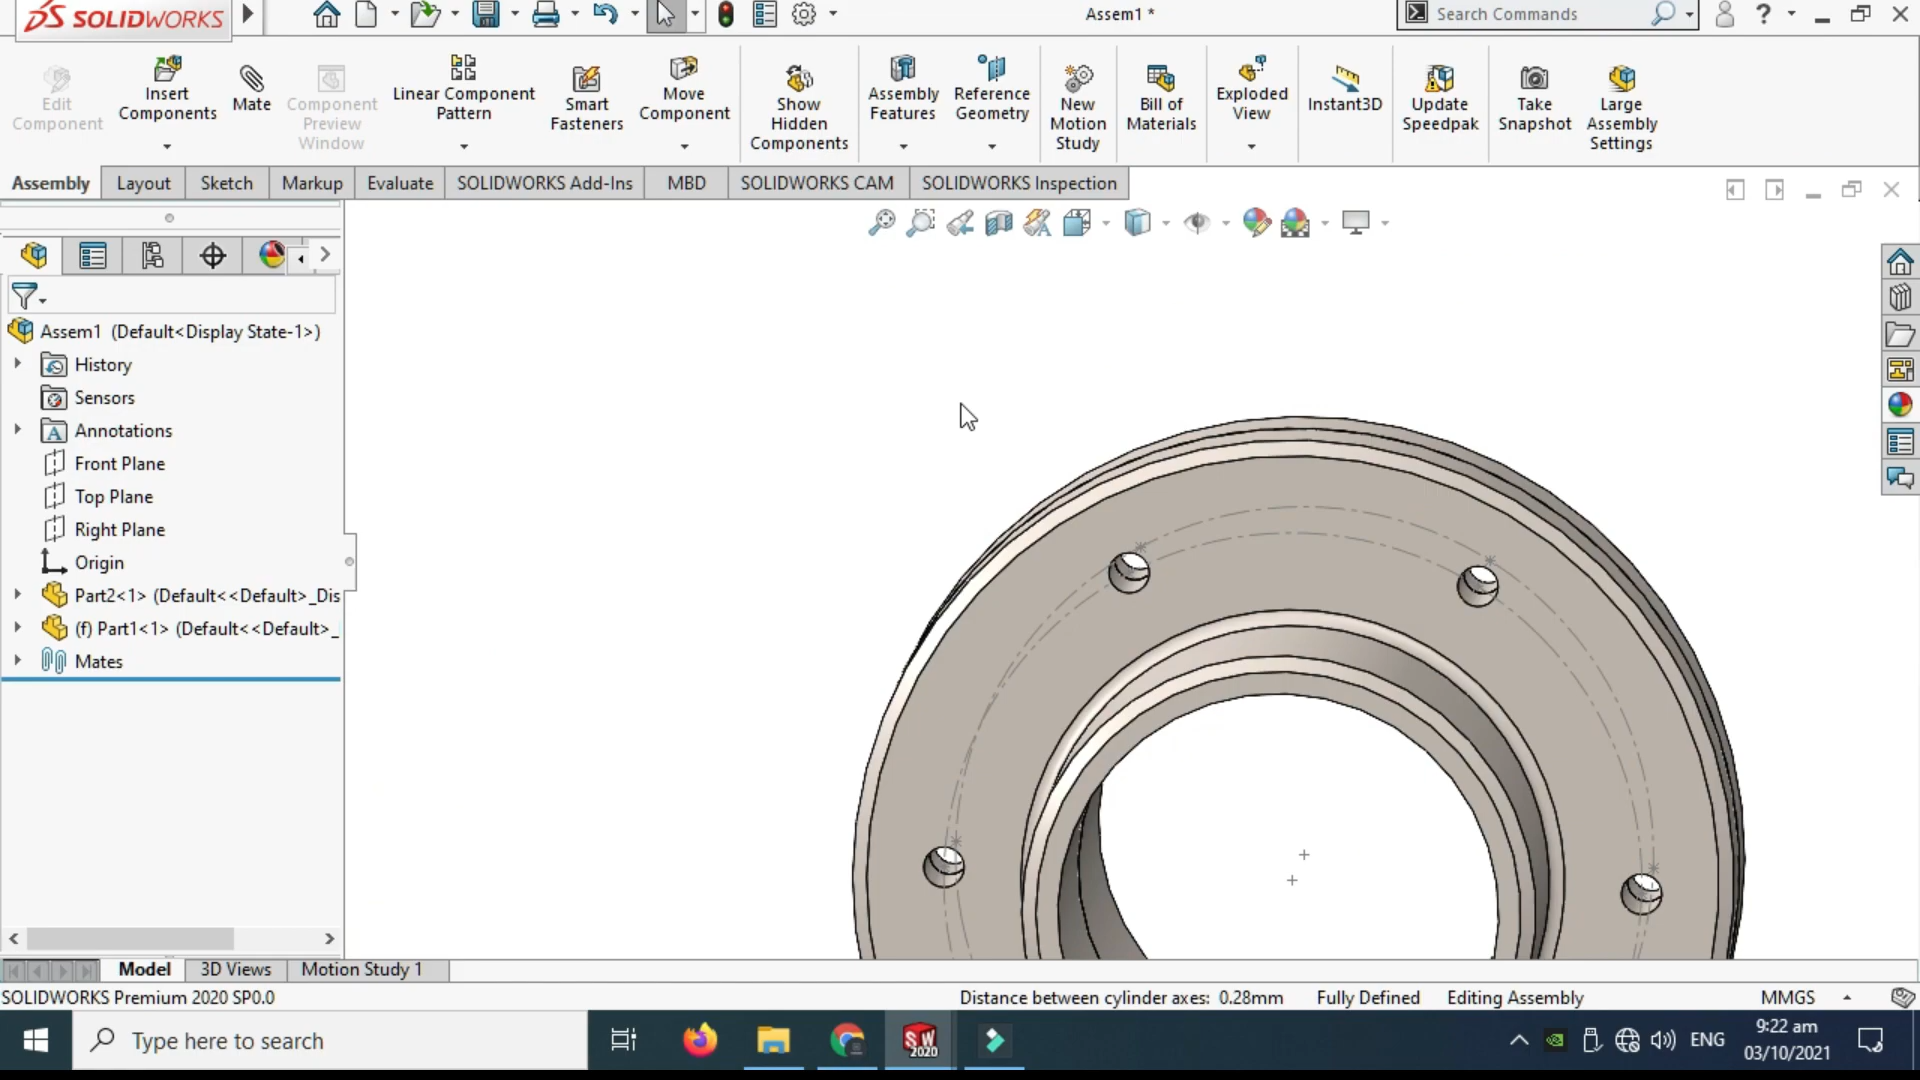 SOLIDWORKS
Assem1 *
Search Commands
Edit
Component
Insert
Components
Mate
Component
Preview
Window
Linear Component
Pattern
Smart
Fasteners
Move
Component
Show
Hidden
Components
Assembly
Features
Reference
Geometry
New
Motion
Study
Bill of
Materials
Exploded
View
Instant3D
Update
Speedpak
Take
Snapshot
Large
Assembly
Settings
Assembly
Layout
Sketch
Markup
Evaluate
SOLIDWORKS Add-Ins
MBD
SOLIDWORKS CAM
SOLIDWORKS Inspection
Assem1 (Default<Display State-1>)
History
Sensors
Annotations
Front Plane
Top Plane
Right Plane
Origin
Part2<1> (Default<<Default>_Dis
(f) Part1<1> (Default<<Default>_
Mates
Model
3D Views
Motion Study 1
SOLIDWORKS Premium 2020 SP0.0
Distance between cylinder axes: 0.28mm
Fully Defined
Editing Assembly
MMGS
Type here to search
SW
2020
ENG
9:22 am
03/10/2021